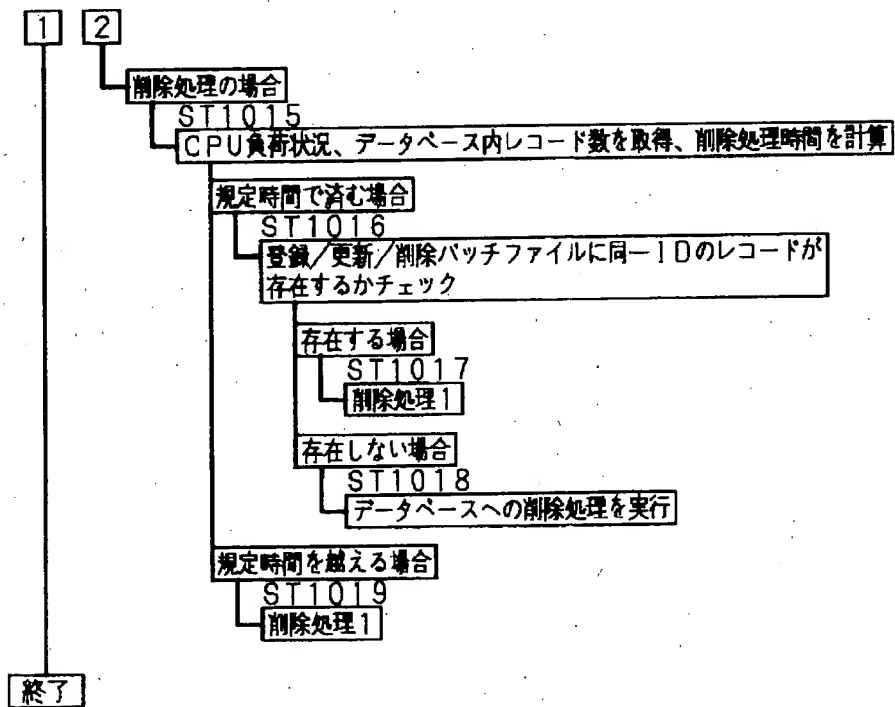 1 2
削除処理の場合
ST1015
CPU負荷状況、データベース内レコード数を取得、削除処理時間を計算
規定時間で済む場合
ST1016
登録/更新/削除バッチファイルに同一IDのレコードが
存在するかチェック
存在する場合
ST1017
削除処理1
存在しない場合
ST1018
データベースへの削除処理を実行
規定時間を越える場合
ST1019
削除処理1
終了